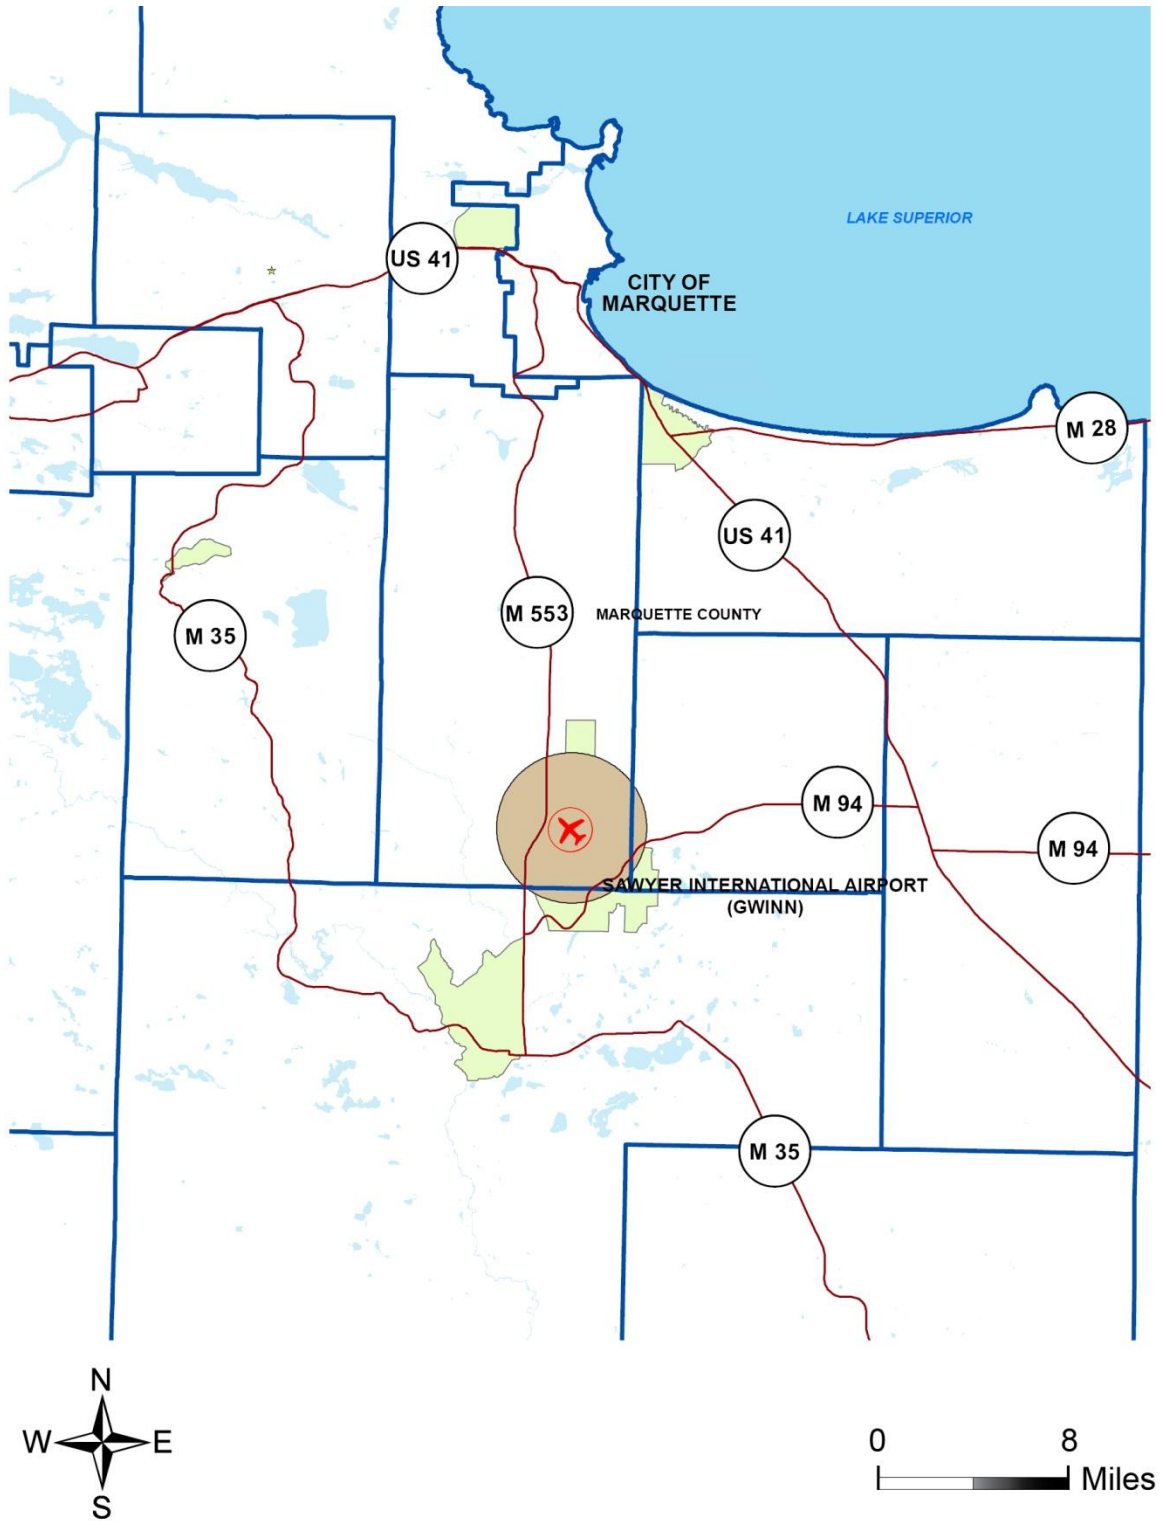 LAKE SUPERIOR
US 41
CITY OF
MARQUETTE
M 28
US 41
M 553
MARQUETTE COUNTY
M 35
M 94
M 94
SAWYER INTERNATIONAL AIRPORT
(GWINN)
M 35
N
W E
S
0 8
Miles